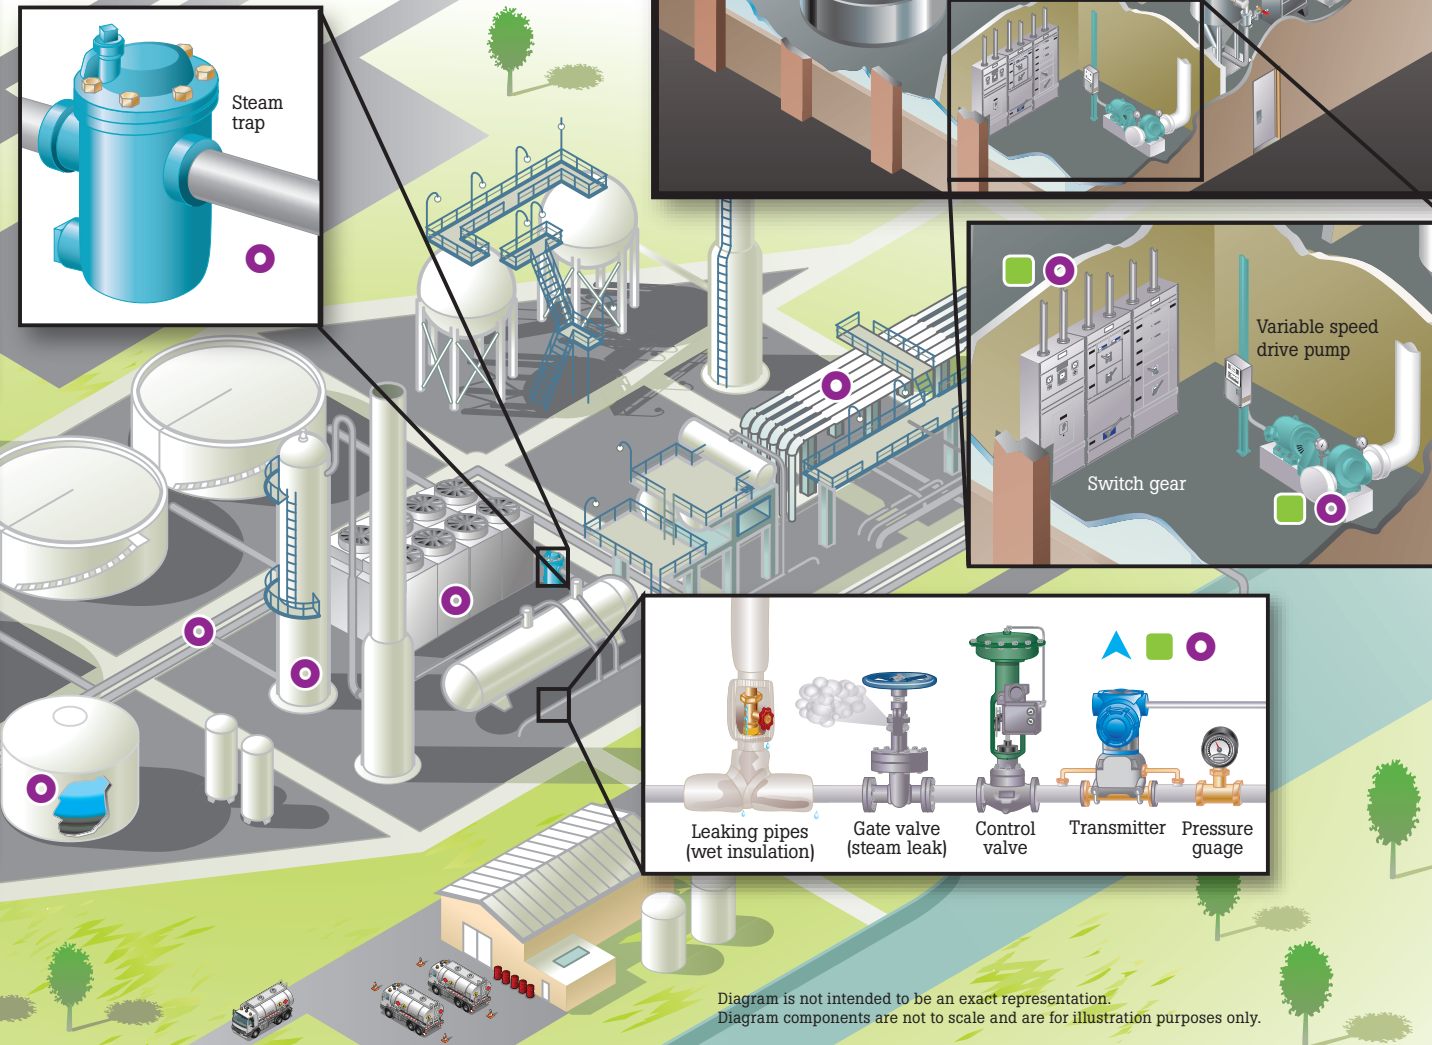 Steam
trap
Variable speed
drive pump
Switch gear
Leaking pipes
(wet insulation)
Gate valve
(steam leak)
Control
valve
Transmitter
Pressure
guage
Diagram is not intended to be an exact representation.
Diagram components are not to scale and are for illustration purposes only.